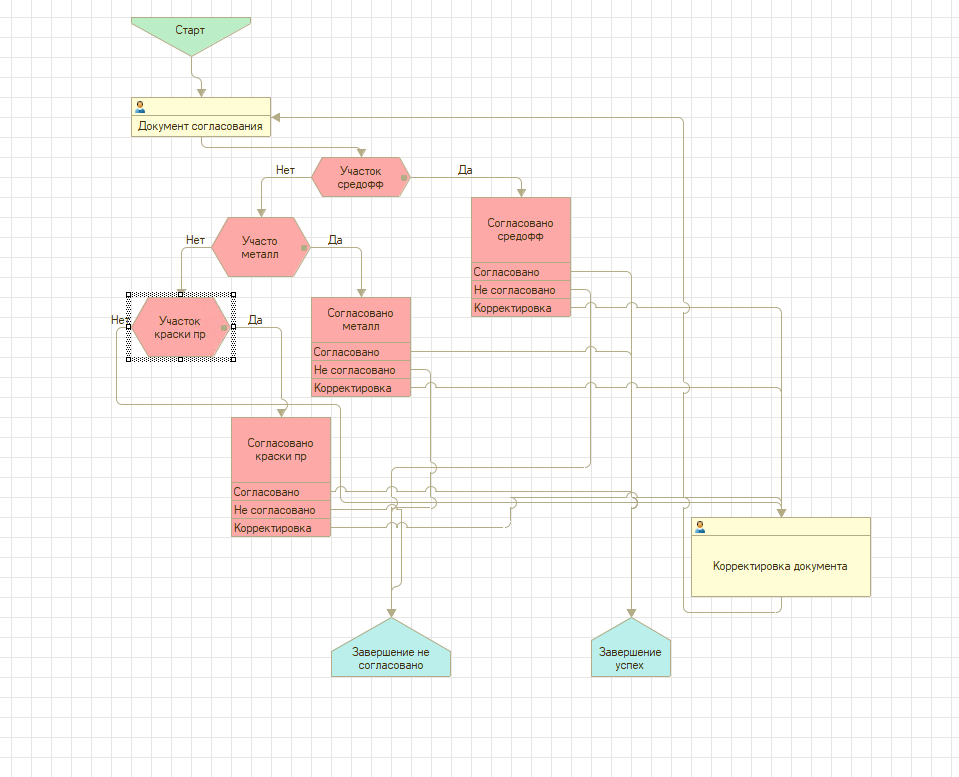 Старт
Документ согласования
Нет
Участок
средофф
Да
Нет
Участо
металл
Да
Согласовано
средофф
Согласовано
Не согласовано
Корректировка
Нет
Участок
краски пр
Да
Согласовано
металл
Согласовано
Не согласовано
Корректировка
Согласовано
краски пр
Согласовано
Не согласовано
Корректировка
Корректировка документа
Завершение не
согласовано
Завершение
успех